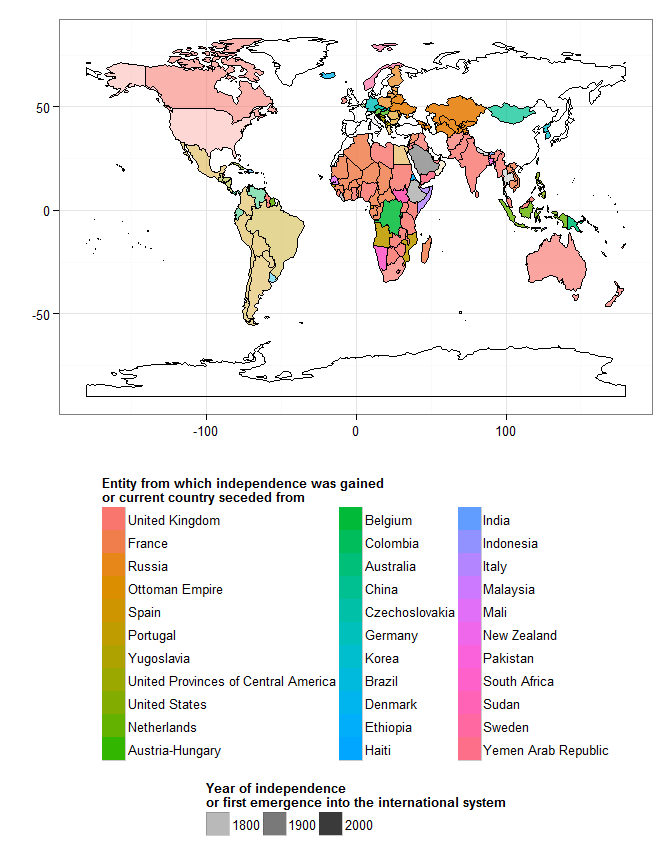 50
0
-50
-100
0
100
Entity from which independence was gained
or current country seceded from
United Kingdom
France
Russia
Ottoman Empire
Spain
Portugal
Yugoslavia
United Provinces of Central America
United States
Netherlands
Austria-Hungary
Belgium
Colombia
Australia
China
Czechoslovakia
Germany
Korea
Brazil
Denmark
Ethiopia
Haiti
India
Indonesia
Italy
Malaysia
Mali
New Zealand
Pakistan
South Africa
Sudan
Sweden
Yemen Arab Republic
Year of independence
or first emergence into the international system
1800 1900 2000